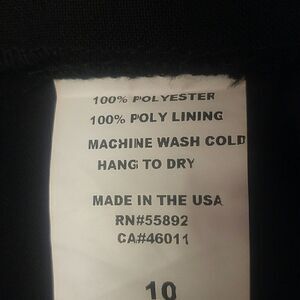 100% POLYESTER
100% POLY LINING
MACHINE WASH COLD
HANG TO DRY
MADE IN THE USA
RN#55892
CA#46011
10